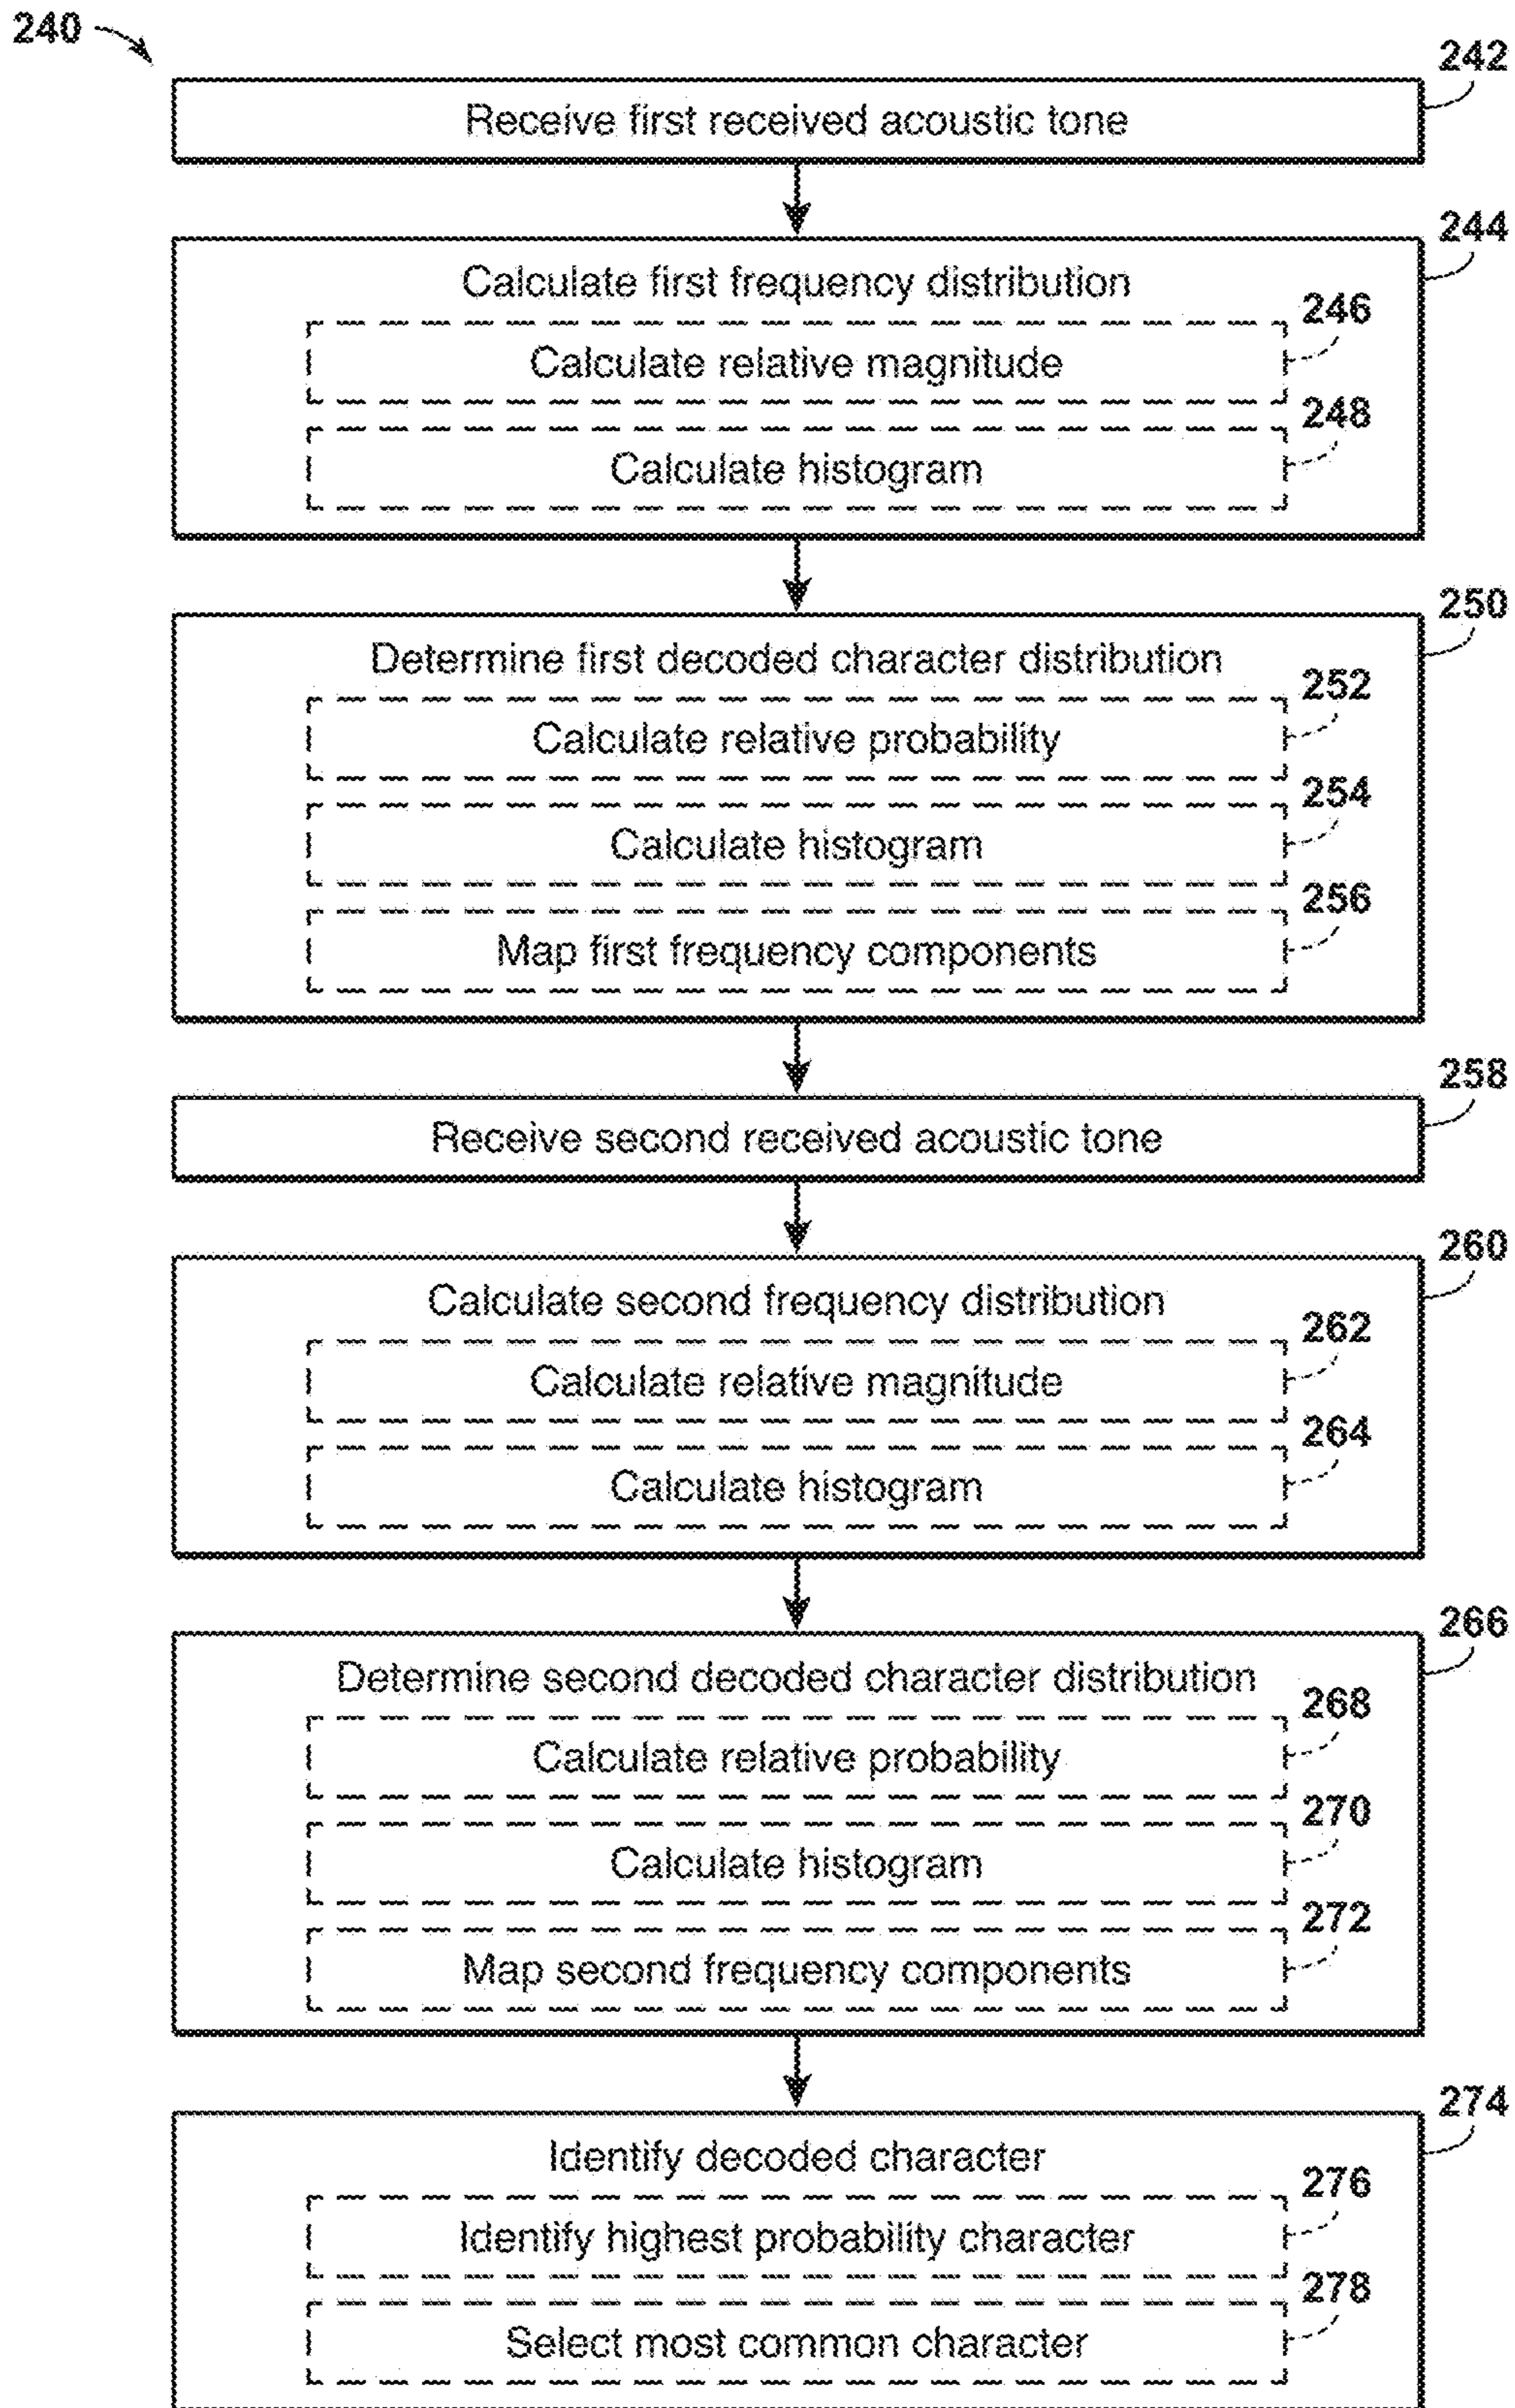 240
242
Receive first received acoustic tone
244
Calculate first frequency distribution
246
Calculate relative magnitude
248
Calculate histogram
250
Determine first decoded character distribution
252
Calculate relative probability
254
Calculate histogram
256
Map first frequency components
258
Receive second received acoustic tone
260
Calculate second frequency distribution
262
Calculate relative magnitude
264
Calculate histogram
266
Determine second decoded character distribution
268
Calculate relative probability
270
Calculate histogram
272
Map second frequency components
274
Identify decoded character
276
Identify highest probability character
278
Select most common character